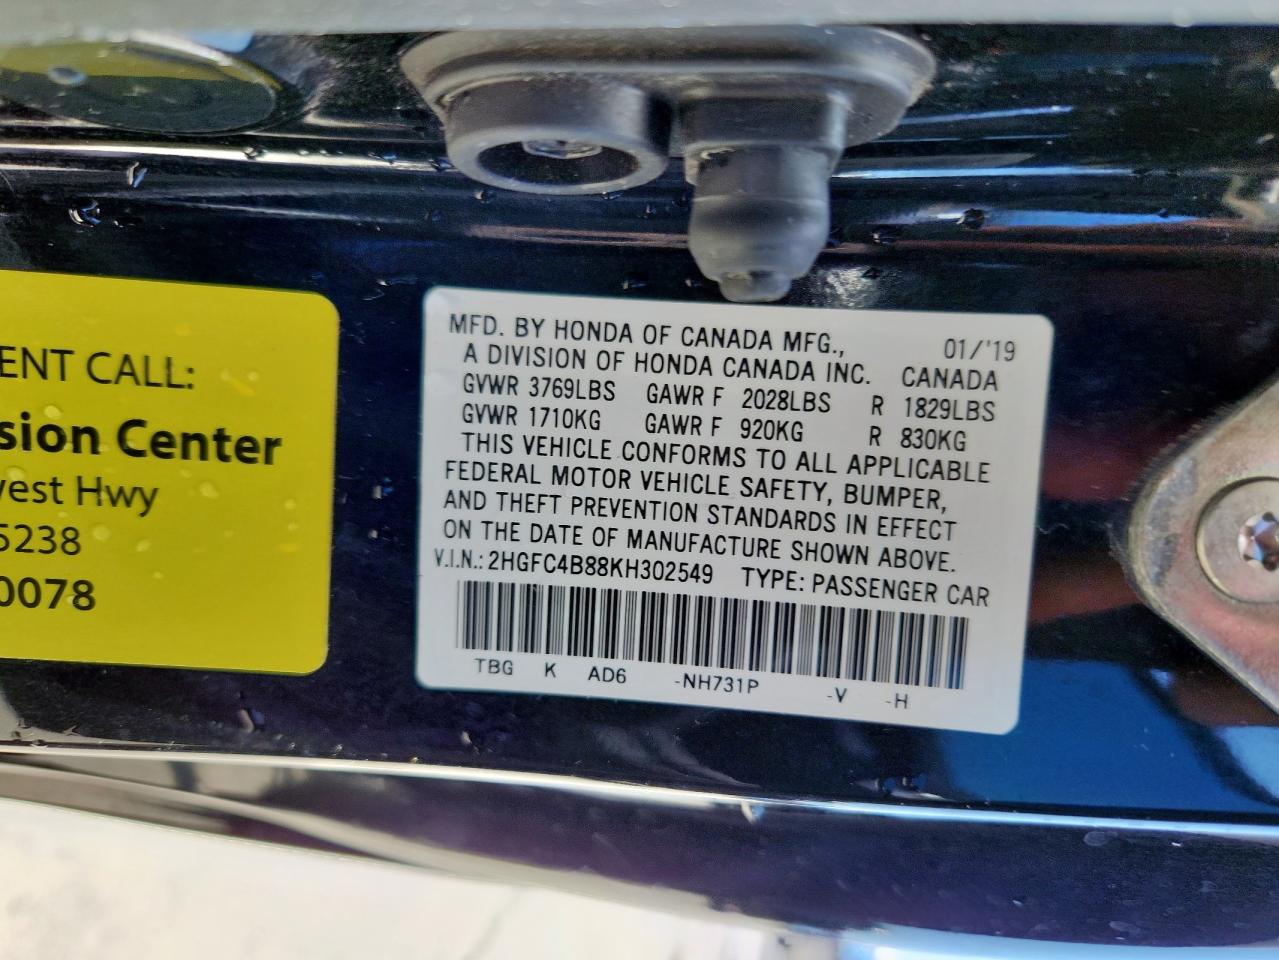 ENT CALL:
sion Center
vest Hwy
5238
0078
MFD. BY HONDA OF CANADA MFG., 01/'19
A DIVISION OF HONDA CANADA INC. CANADA
GVWR 3769LBS GAWR F 2028LBS R 1829LBS
GVWR 1710KG GAWR F 920KG R 830KG
THIS VEHICLE CONFORMS TO ALL APPLICABLE
FEDERAL MOTOR VEHICLE SAFETY, BUMPER,
AND THEFT PREVENTION STANDARDS IN EFFECT
ON THE DATE OF MANUFACTURE SHOWN ABOVE.
V.I.N.: 2HGFC4B88KH302549 TYPE: PASSENGER CAR
TBG K AD6 -NH731P -V -H